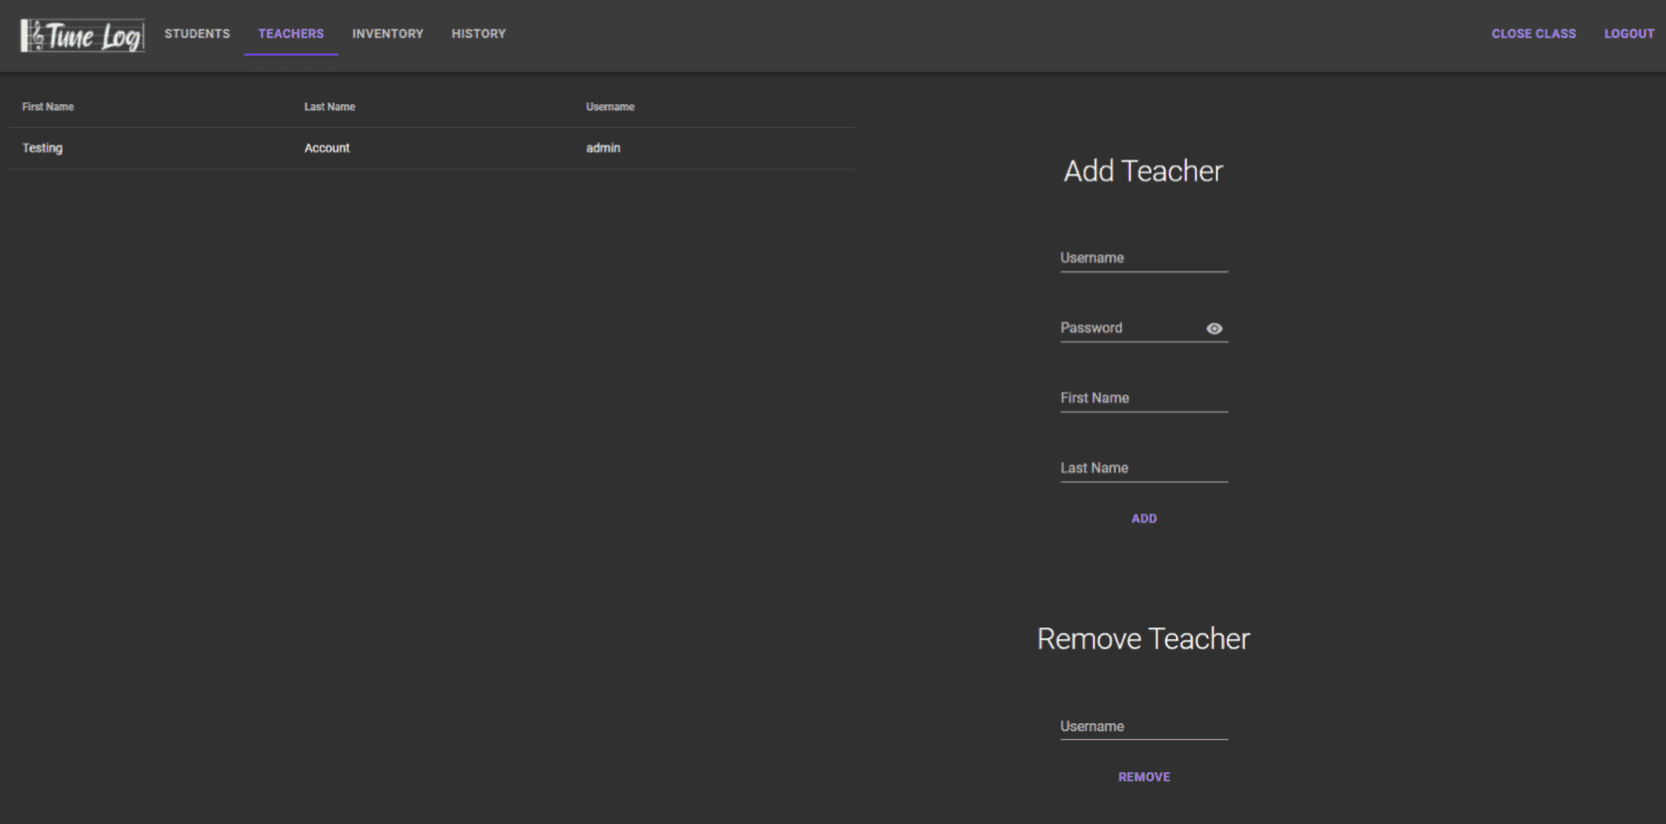 Tune Log STUDENTS TEACHERS INVENTORY HISTORY CLOSE CLASS LOGOUT
First Name Last Name Username
Testing Account admin
Add Teacher
Username
Password
First Name
Last Name
ADD
Remove Teacher
Username
REMOVE